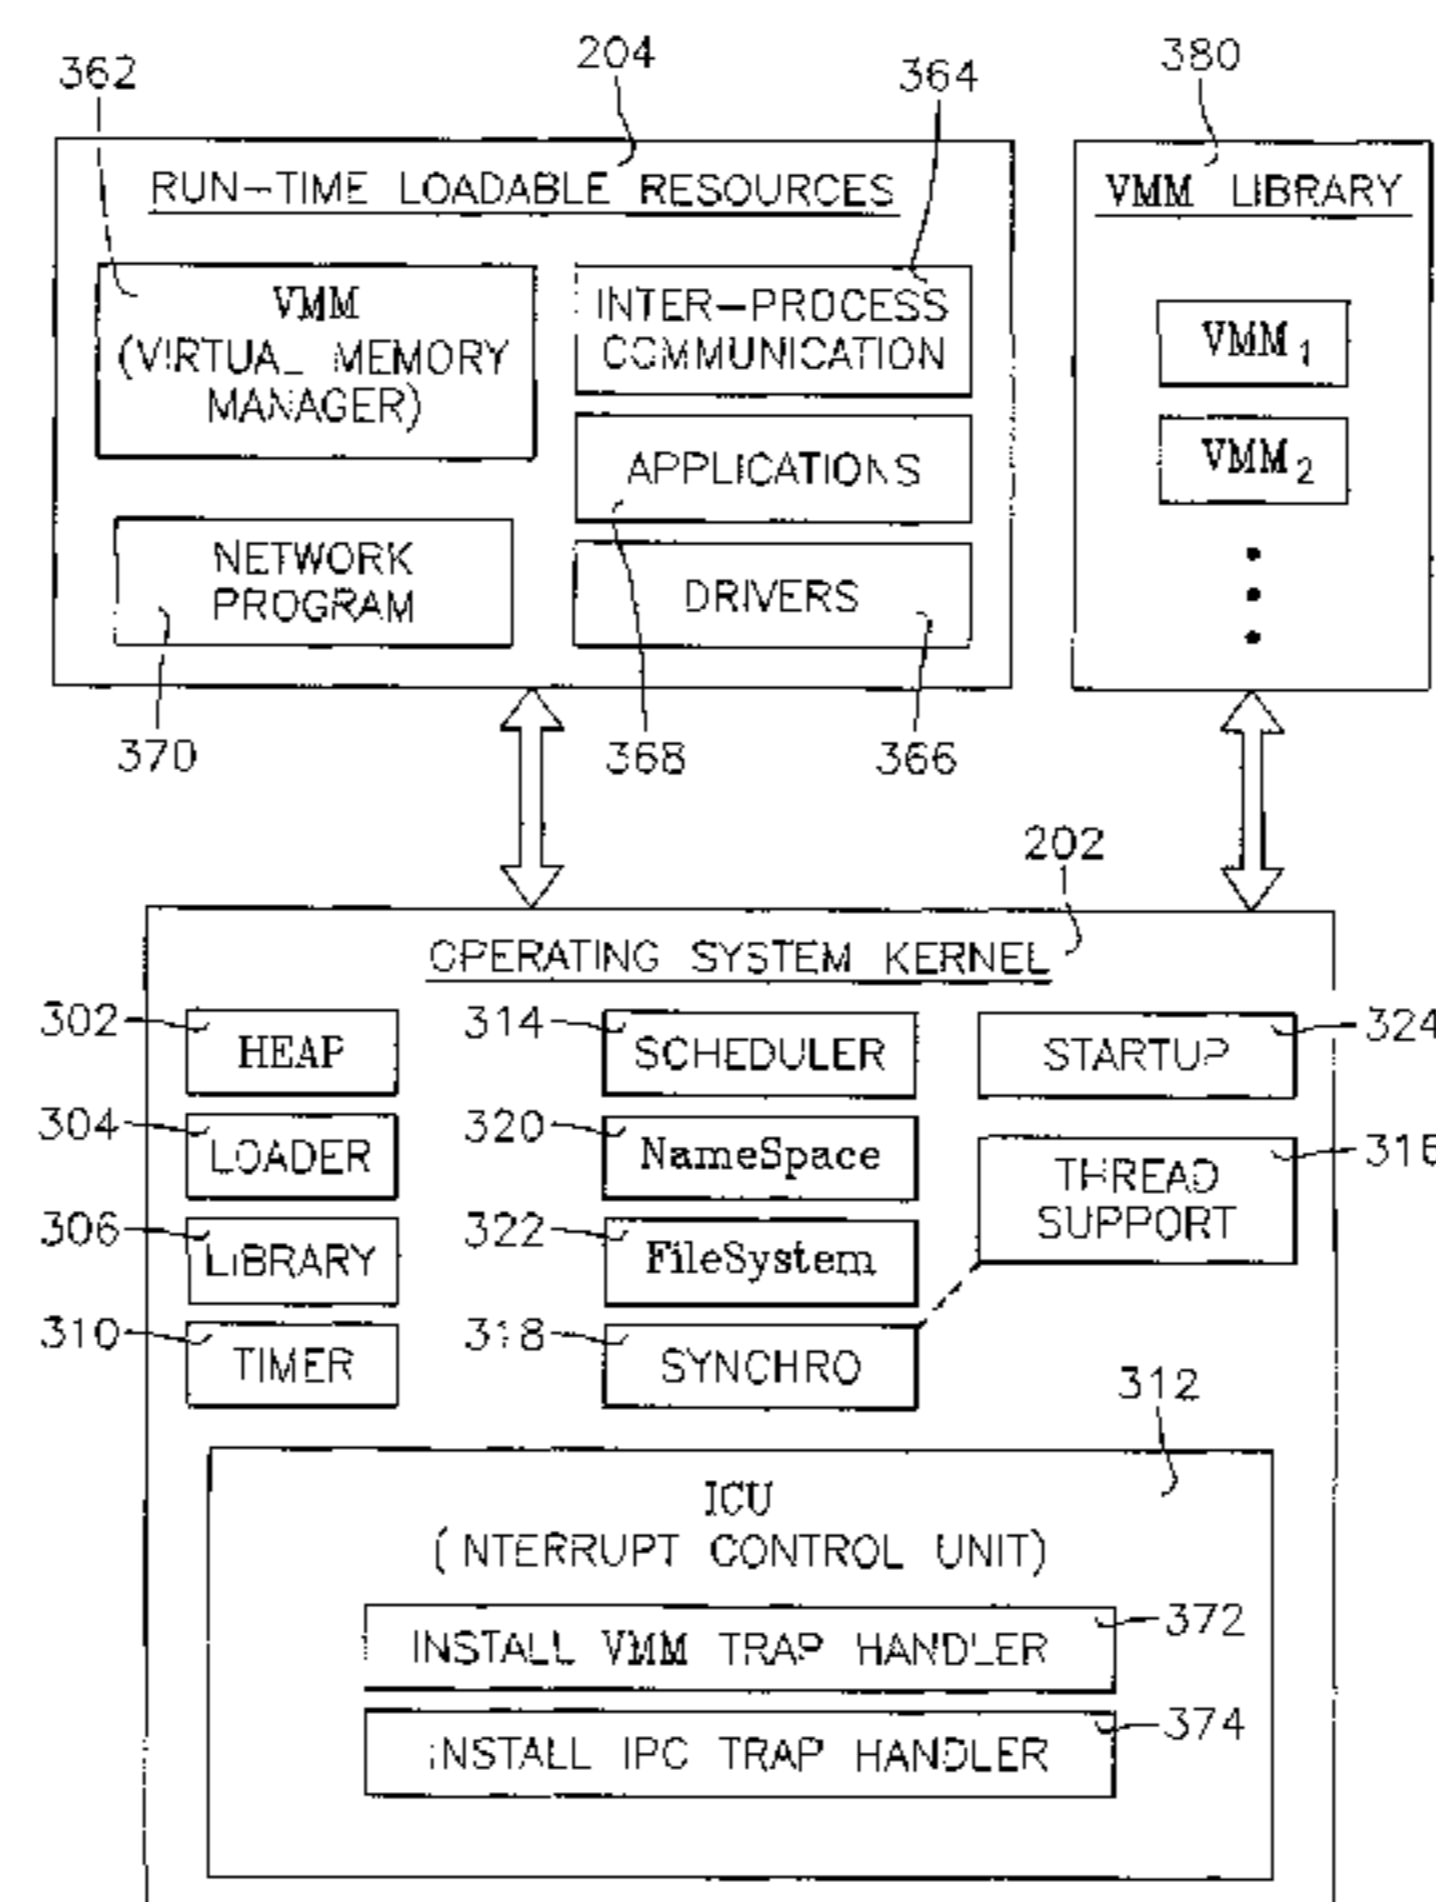 362
204
364
380
RUN-TIME LOADABLE RESOURCES
VMM
(VIRTUAL MEMORY
MANAGER)
INTER-PROCESS
COMMUNICATION
APPLICATIONS
NETWORK
PROGRAM
DRIVERS
370
368
366
VMM LIBRARY
VMM1
VMM2
202
OPERATING SYSTEM KERNEL
302
HEAP
304
LOADER
306
LIBRARY
310
TIMER
314
SCHEDULER
320
NameSpace
322
FileSystem
318
SYNCHRO
324
STARTUP
316
THREAD
SUPPORT
312
ICU
(INTERRUPT CONTROL UNIT)
INSTALL VMM TRAP HANDLER
372
INSTALL IPC TRAP HANDLER
374